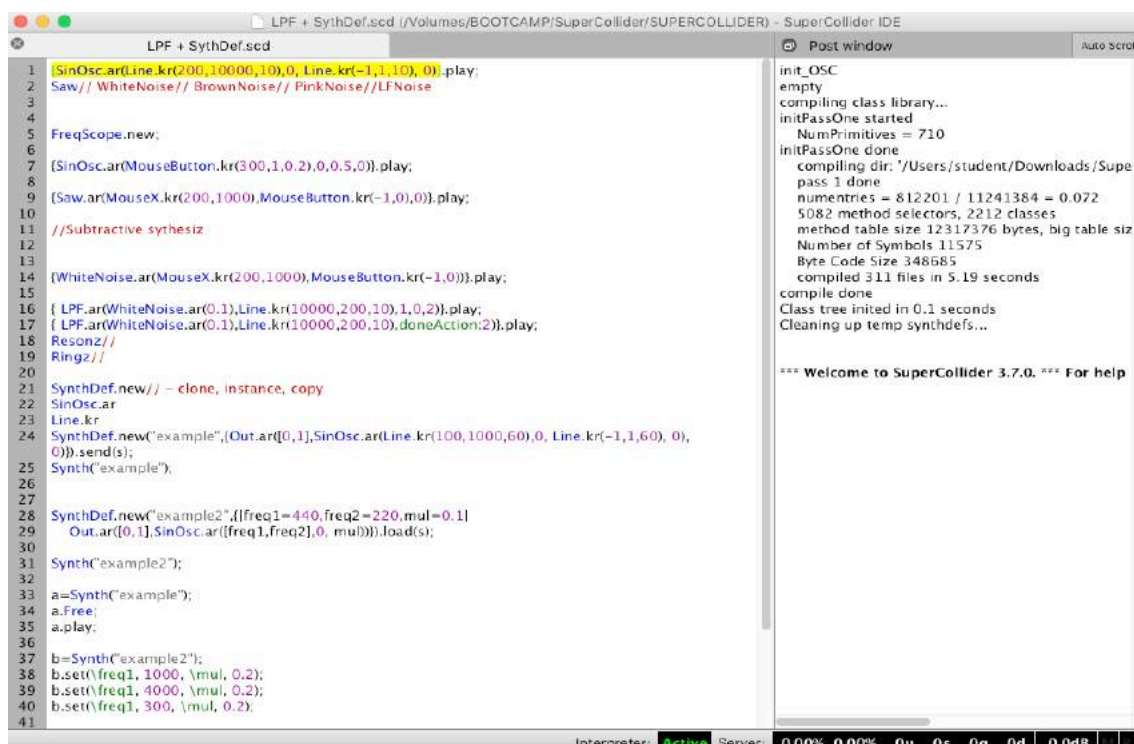 LPF + SythDef.scd (/Volumes/BOOTCAMP/SuperCollider/SUPERCOLLIDER) - SuperCollider IDE
LPF + SythDef.scd
Post window
Auto Scrol
1 {SinOsc.ar(Line.kr(200,10000,10),0, Line.kr(-1,1,10), 0)}.play;
2 Saw// WhiteNoise// BrownNoise// PinkNoise//LFNoise
3
4
5 FreqScope.new;
6
7 {SinOsc.ar(MouseButton.kr(300,1,0.2),0,0.5,0)}.play;
8
9 {Saw.ar(MouseX.kr(200,1000),MouseButton.kr(-1,0),0)}.play;
10
11 //Subtractive sythesiz
12
13
14 {WhiteNoise.ar(MouseX.kr(200,1000),MouseButton.kr(-1,0))}.play;
15
16 { LPF.ar(WhiteNoise.ar(0.1),Line.kr(10000,200,10),1,0,2)}.play;
17 { LPF.ar(WhiteNoise.ar(0.1),Line.kr(10000,200,10),doneAction:2)}.play;
18 Resonz//
19 Ringz//
20
21 SynthDef.new// - clone, instance, copy
22 SinOsc.ar
23 Line.kr
24 SynthDef.new("example",{Out.ar([0,1],SinOsc.ar(Line.kr(100,1000,60),0, Line.kr(-1,1,60), 0),
0)}).send(s);
25 Synth("example");
26
27
28 SynthDef.new("example2",{|freq1=440,freq2=220,mul=0.1|
29 Out.ar([0,1],SinOsc.ar([freq1,freq2],0, mul))}).load(s);
30
31 Synth("example2");
32
33 a=Synth("example");
34 a.Free;
35 a.play;
36
37 b=Synth("example2");
38 b.set(\freq1, 1000, \mul, 0.2);
39 b.set(\freq1, 4000, \mul, 0.2);
40 b.set(\freq1, 300, \mul, 0.2);
41
init_OSC
empty
compiling class library...
initPassOne started
NumPrimitives = 710
initPassOne done
compiling dir: '/Users/student/Downloads/Supe
pass 1 done
numentries = 812201 / 11241384 = 0.072
5082 method selectors, 2212 classes
method table size 12317376 bytes, big table siz
Number of Symbols 11575
Byte Code Size 348685
compiled 311 files in 5.19 seconds
compile done
Class tree inited in 0.1 seconds
Cleaning up temp synthdefs...
*** Welcome to SuperCollider 3.7.0. *** For help
Interpreter: Active Server: 0.00% 0.00% 0u 0s 0g 0d 0.0dB